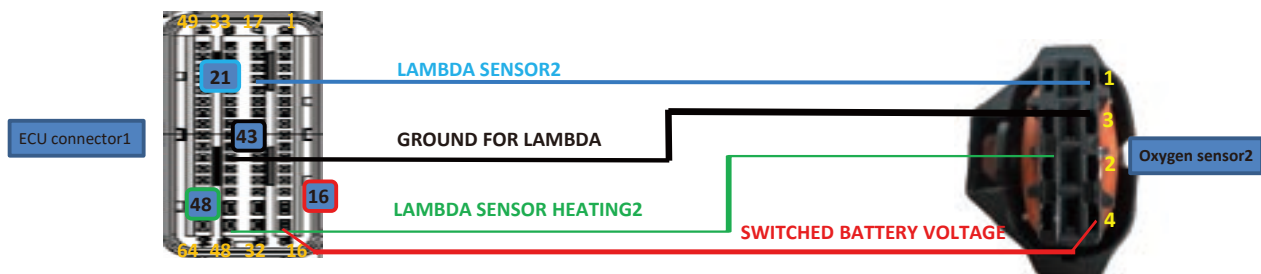 49 33 17 1
21
LAMBDA SENSOR2
1
3
ECU connector1
43
GROUND FOR LAMBDA
Oxygen sensor2
2
48
16
LAMBDA SENSOR HEATING2
4
SWITCHED BATTERY VOLTAGE
64 48 32 16